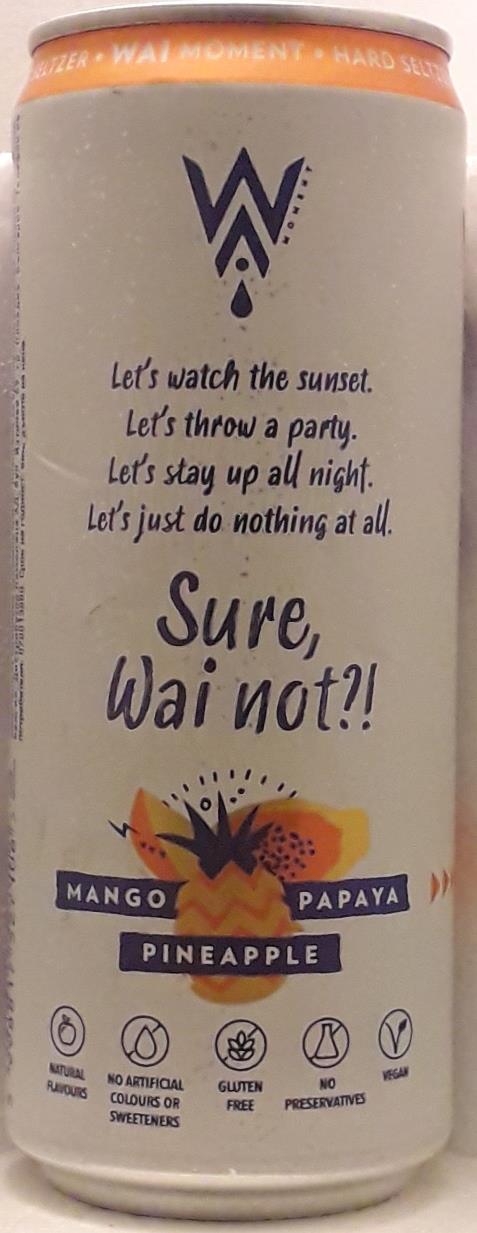 SELTZER • WAI MOMENT • HARD SELTZ
MOMENT
Let's watch the sunset.
Let's throw a party.
Let's stay up all night.
Let's just do nothing at all.
Sure,
Wai not?!
MANGO PAPAYA
PINEAPPLE
NATURAL
FLAVOURS
NO ARTIFICIAL
COLOURS OR
SWEETENERS
GLUTEN
FREE
NO
PRESERVATIVES
VEGAN